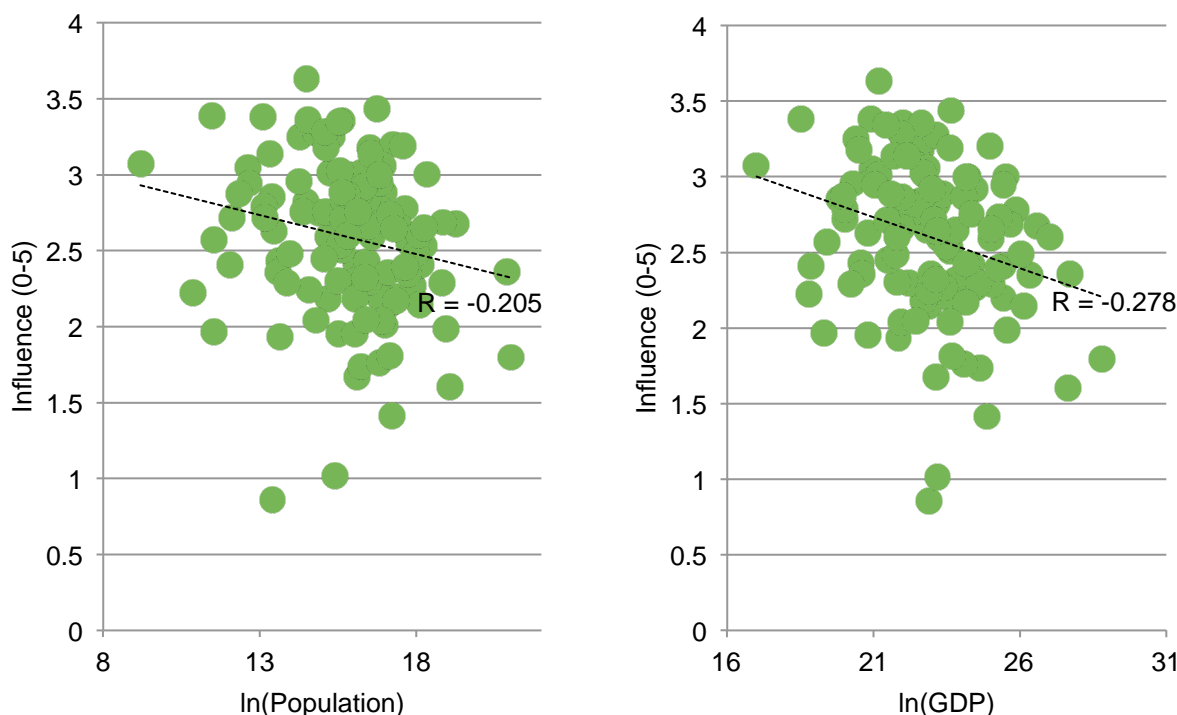 Influence (0-5)
4
3.5
3
2.5
2
1.5
1
0.5
0
8 13 18
ln(Population)
R = -0.205
Influence (0-5)
4
3.5
3
2.5
2
1.5
1
0.5
0
16 21 26 31
ln(GDP)
R = -0.278